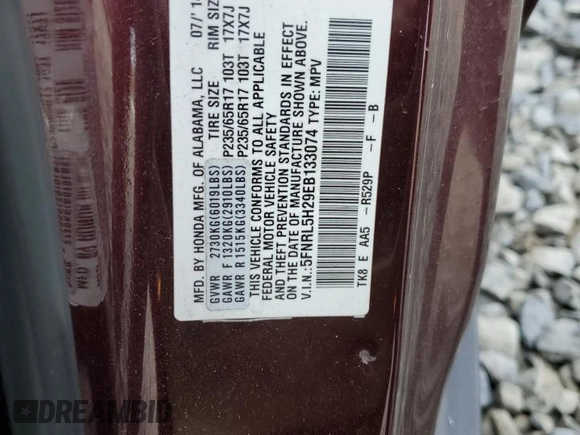 MFD. BY HONDA MFG. OF ALABAMA, LLC 07/'1
TIRE SIZE RIM SIZ
GVWR 2730KG(6019LBS)
GAWR F 1320KG(2910LBS) P235/65R17 103T 17X7J
GAWR R 1515KG(3340LBS) P235/65R17 103T 17X7J
THIS VEHICLE CONFORMS TO ALL APPLICABLE
FEDERAL MOTOR VEHICLE SAFETY
AND THEFT PREVENTION STANDARDS IN EFFECT
ON THE DATE OF MANUFACTURE SHOWN ABOVE.
V.I.N.:5FNRL5H29EB133074 TYPE: MPV
TK8 E AA5 -R529P -F -B
DREAMBID